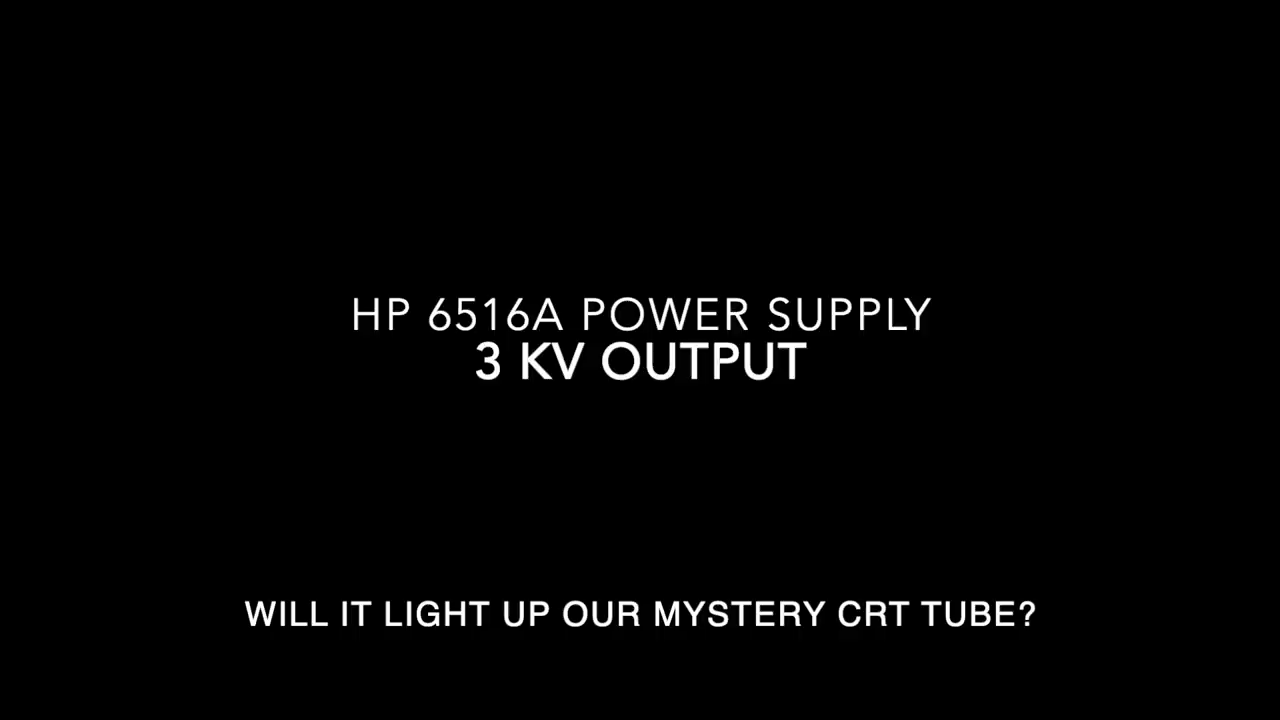 HP 6516A POWER SUPPLY
3 KV OUTPUT
WILL IT LIGHT UP OUR MYSTERY CRT TUBE?